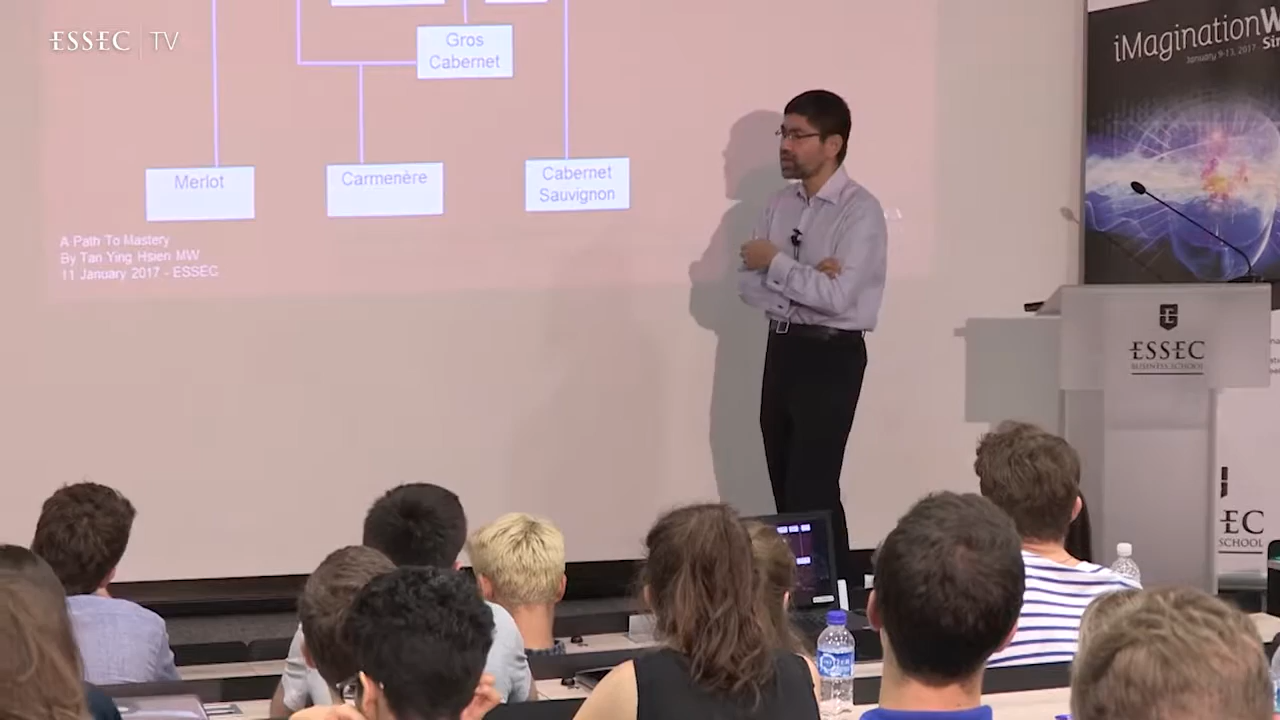 ESSEC TV
Gros
Cabernet
Merlot
Carmenère
Cabernet
Sauvignon
A Path To Mastery
By Tan Ying Hsien MW
11 January 2017 - ESSEC
iMaginationW
January 9-13, 2017 - Sin
ESSEC
BUSINESS SCHOOL
EC
SCHOOL